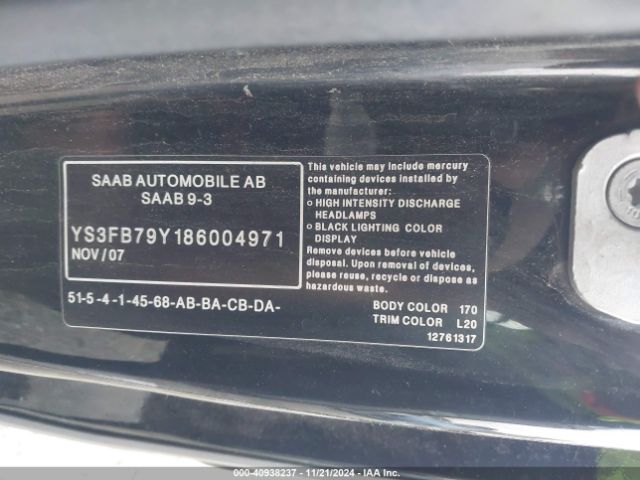 SAAB AUTOMOBILE AB
SAAB 9-3
YS3FB79Y186004971
NOV / 07
51-5-4-1-45-68-AB-BA-CB-DA-
This vehicle may include mercury
containing devices installed by
the manufacturer:
○ HIGH INTENSITY DISCHARGE
HEADLAMPS
○ BLACK LIGHTING COLOR
DISPLAY
Remove devices before vehicle
disposal. Upon removal of devices,
please reuse, recycle or dispose as
hazardous waste.
BODY COLOR 170
TRIM COLOR L20
12761317
000-40938237 - 11/21/2024 - IAA Inc.